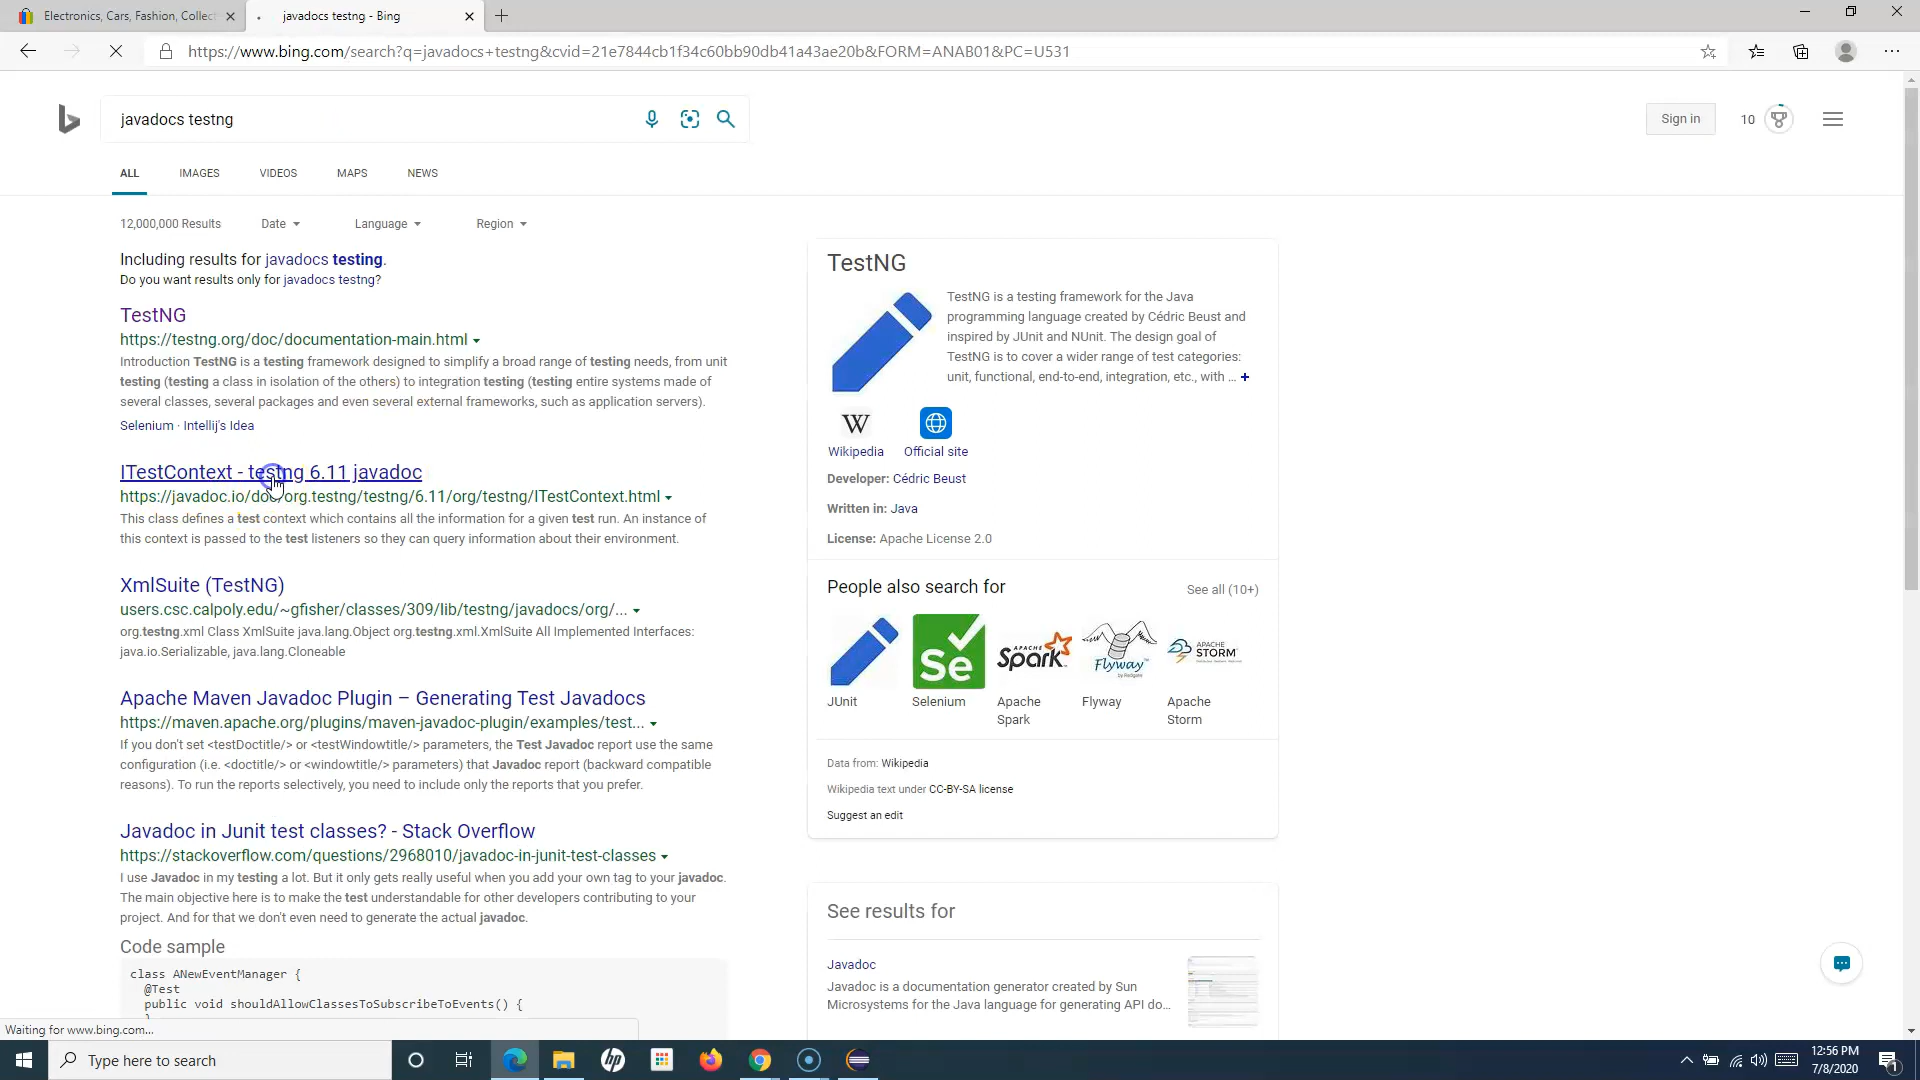 Electronics, Cars, Fashion, Collect
javadocs testng - Bing
https://www.bing.com/search?q=javadocs+testng&cvid=21e7844cb1f34c60bb90db41a43ae20b&FORM=ANAB01&PC=U531
javadocs testng
Sign in
10
ALL
IMAGES
VIDEOS
MAPS
NEWS
12,000,000 Results
Date
Language
Region
Including results for javadocs testing.
Do you want results only for javadocs testng?
TestNG
https://testng.org/doc/documentation-main.html
Introduction TestNG is a testing framework designed to simplify a broad range of testing needs, from unit
testing (testing a class in isolation of the others) to integration testing (testing entire systems made of
several classes, several packages and even several external frameworks, such as application servers).
Selenium · Intellij's Idea
ITestContext - testng 6.11 javadoc
https://javadoc.io/doc/org.testng/testng/6.11/org/testng/ITestContext.html
This class defines a test context which contains all the information for a given test run. An instance of
this context is passed to the test listeners so they can query information about their environment.
XmlSuite (TestNG)
users.csc.calpoly.edu/~gfisher/classes/309/lib/testng/javadocs/org/...
org.testng.xml Class XmlSuite java.lang.Object org.testng.xml.XmlSuite All Implemented Interfaces:
java.io.Serializable, java.lang.Cloneable
Apache Maven Javadoc Plugin – Generating Test Javadocs
https://maven.apache.org/plugins/maven-javadoc-plugin/examples/test...
If you don't set <testDoctitle/> or <testWindowtitle/> parameters, the Test Javadoc report use the same
configuration (i.e. <doctitle/> or <windowtitle/> parameters) that Javadoc report (backward compatible
reasons). To run the reports selectively, you need to include only the reports that you prefer.
Javadoc in Junit test classes? - Stack Overflow
https://stackoverflow.com/questions/2968010/javadoc-in-junit-test-classes
I use Javadoc in my testing a lot. But it only gets really useful when you add your own tag to your javadoc.
The main objective here is to make the test understandable for other developers contributing to your
project. And for that we don't even need to generate the actual javadoc.
Code sample
class ANewEventManager {
@Test
public void shouldAllowClassesToSubscribeToEvents() {
TestNG
TestNG is a testing framework for the Java
programming language created by Cédric Beust and
inspired by JUnit and NUnit. The design goal of
TestNG is to cover a wider range of test categories:
unit, functional, end-to-end, integration, etc., with ... +
W
Wikipedia
Official site
Developer: Cédric Beust
Written in: Java
License: Apache License 2.0
People also search for
See all (10+)
Se
APACHE Spark
Flyway
APACHE STORM
JUnit
Selenium
Apache Spark
Flyway
Apache Storm
Data from: Wikipedia
Wikipedia text under CC-BY-SA license
Suggest an edit
See results for
Javadoc
Javadoc is a documentation generator created by Sun
Microsystems for the Java language for generating API do...
Waiting for www.bing.com...
Type here to search
hp
12:56 PM
7/8/2020
1